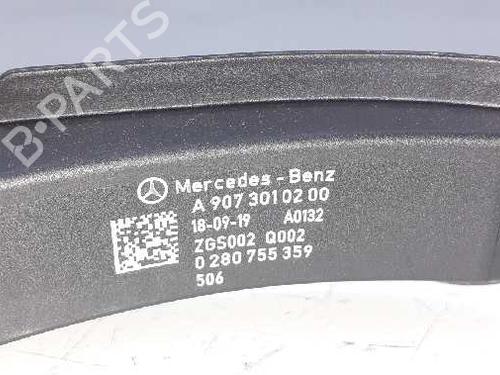 B-PARTS
Mercedes-Benz
A 907 301 02 00
18-09-19 A0132
ZGS002 Q002
0 280 755 359
506